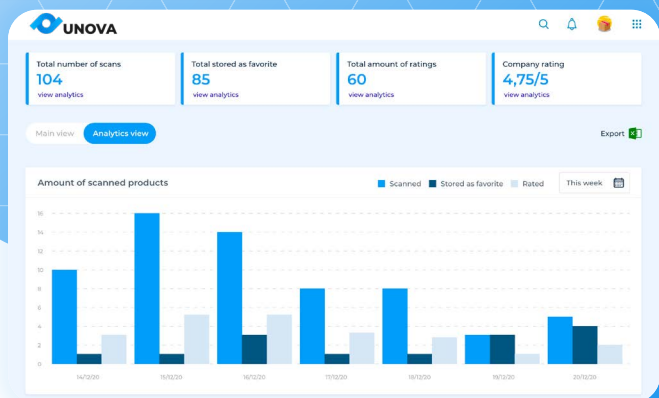 UNOVA
Total number of scans
104
view analytics
Total stored as favorite
85
view analytics
Total amount of ratings
60
view analytics
Company rating
4,75/5
view analytics
Main view
Analytics view
Export
Amount of scanned products
Scanned
Stored as favorite
Rated
This week
16
14
12
10
8
6
4
2
0
14/12/20
15/12/20
16/12/20
17/12/20
18/12/20
19/12/20
20/12/20